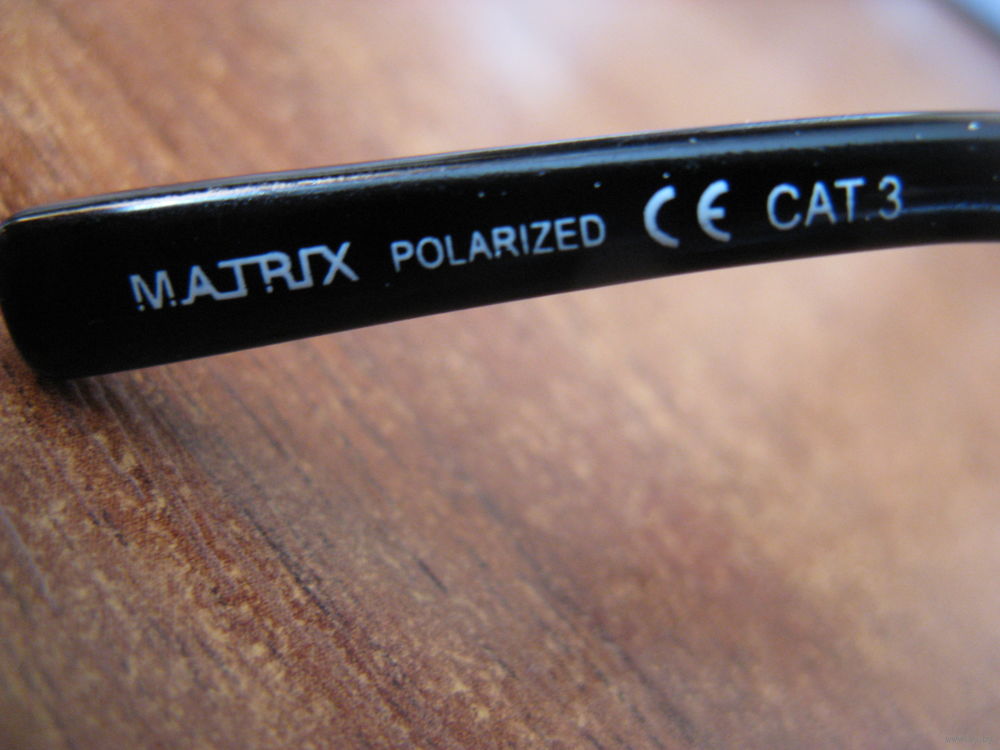 MATRIX POLARIZED CE CAT.3